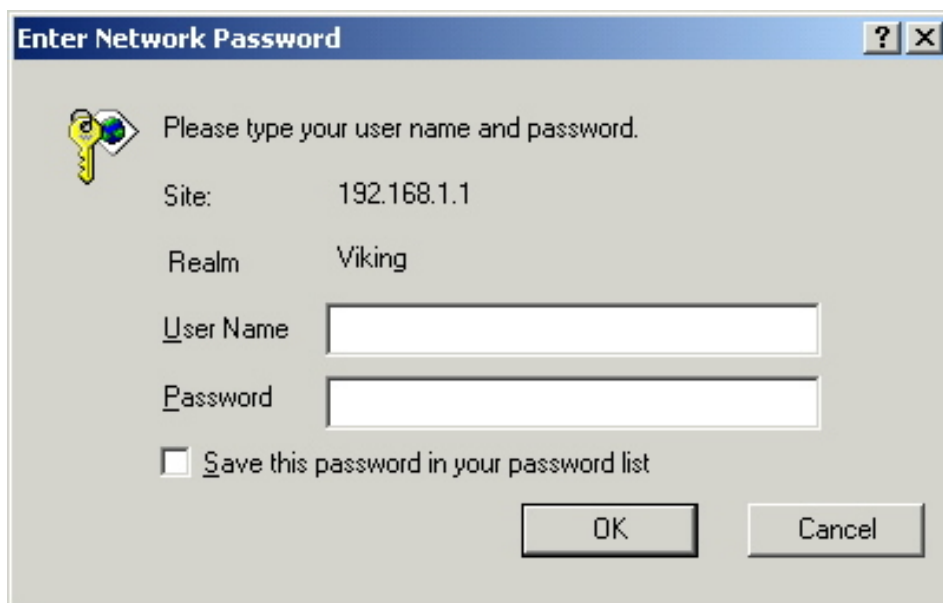 Enter Network Password
Please type your user name and password.
Site: 192.168.1.1
Realm Viking
User Name
Password
Save this password in your password list
OK Cancel